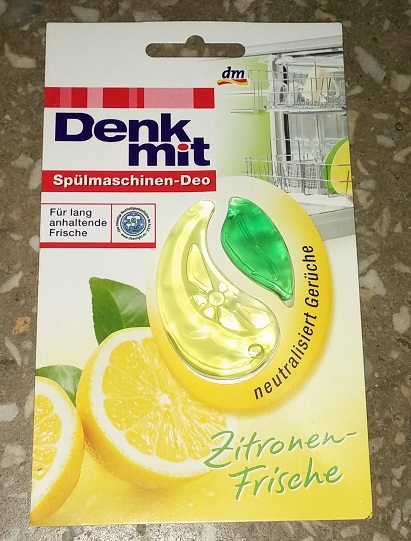 dm
Denk
mit
Spülmaschinen-Deo
Für lang
anhaltende
Frische
neutralisiert Gerüche
Zitronen-
Frische